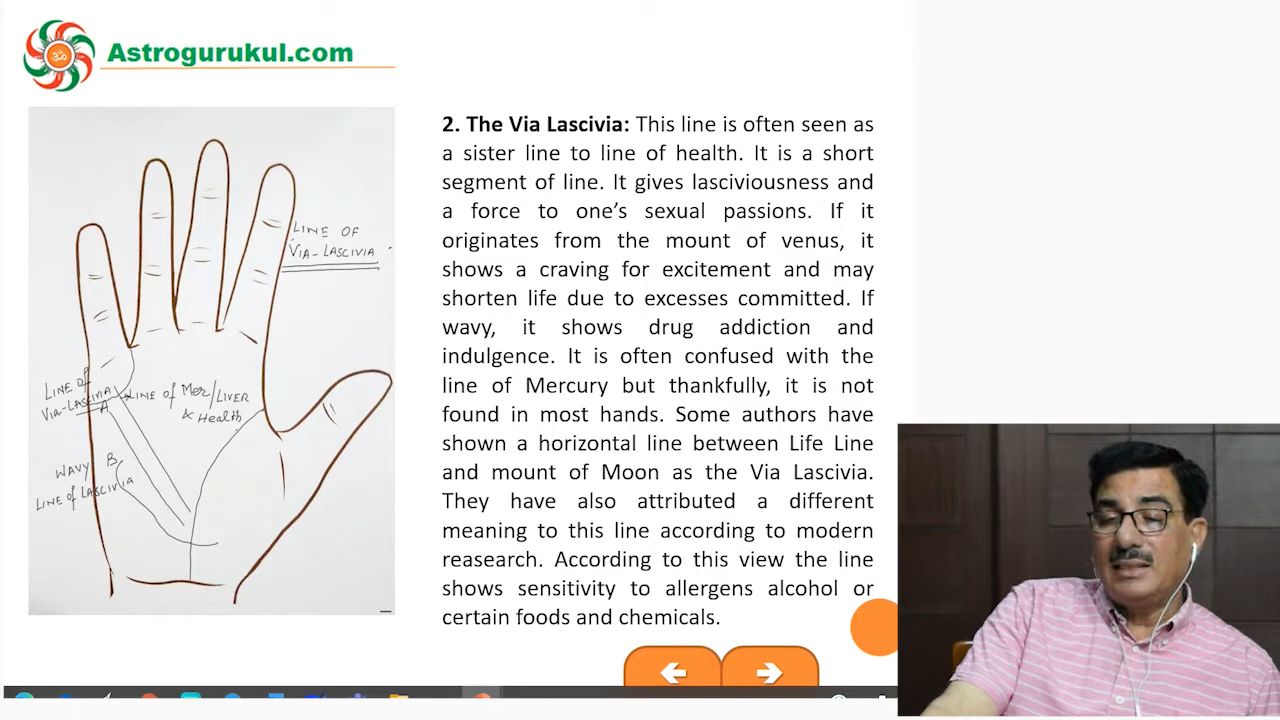 Astrogurukul.com
LINE OF
VIA-LASCIVIA
LINE OF
VIA-LASCIVIA
A
LINE OF Mer/LIVER
& Health
WAVY B
LINE of LASCIVIA
2. The Via Lascivia: This line is often seen as
a sister line to line of health. It is a short
segment of line. It gives lasciviousness and
a force to one’s sexual passions. If it
originates from the mount of venus, it
shows a craving for excitement and may
shorten life due to excesses committed. If
wavy, it shows drug addiction and
indulgence. It is often confused with the
line of Mercury but thankfully, it is not
found in most hands. Some authors have
shown a horizontal line between Life Line
and mount of Moon as the Via Lascivia.
They have also attributed a different
meaning to this line according to modern
reasearch. According to this view the line
shows sensitivity to allergens alcohol or
certain foods and chemicals.